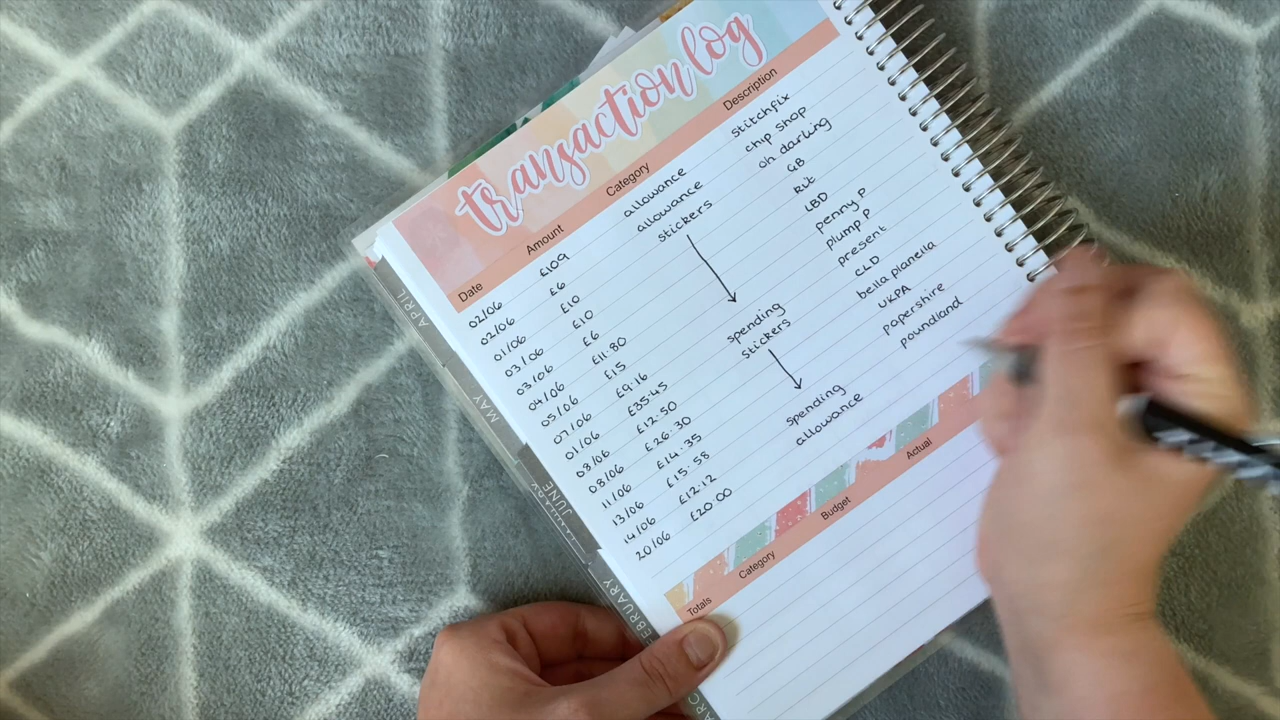 transaction log
Date Amount Category Description
02/06 £109 allowance stitchfix
02/06 £6 allowance chip shop
01/06 £10 stickers oh darling
03/06 £10 GB
03/06 £6 kit
04/06 £11.80 LBD
05/06 £15 penny P
07/06 £9.16 plump P
01/06 £35.45 spending present
08/06 £12.50 stickers CLD
08/06 £26.30 bella pianella
11/06 £14.35 UKPA
13/06 £15.58 papershire
14/06 £12.12 spending poundland
20/06 £20.00 allowance
Totals Category Budget Actual
APRIL
MAY
JUNE
FEBRUARY